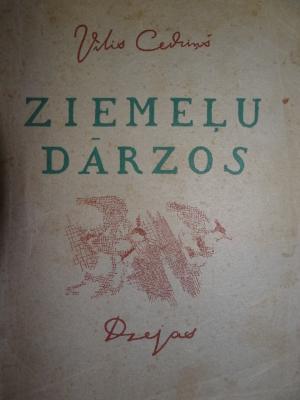 Vilis Cedriņš
ZIEMEĻU
DĀRZOS
Dzejas